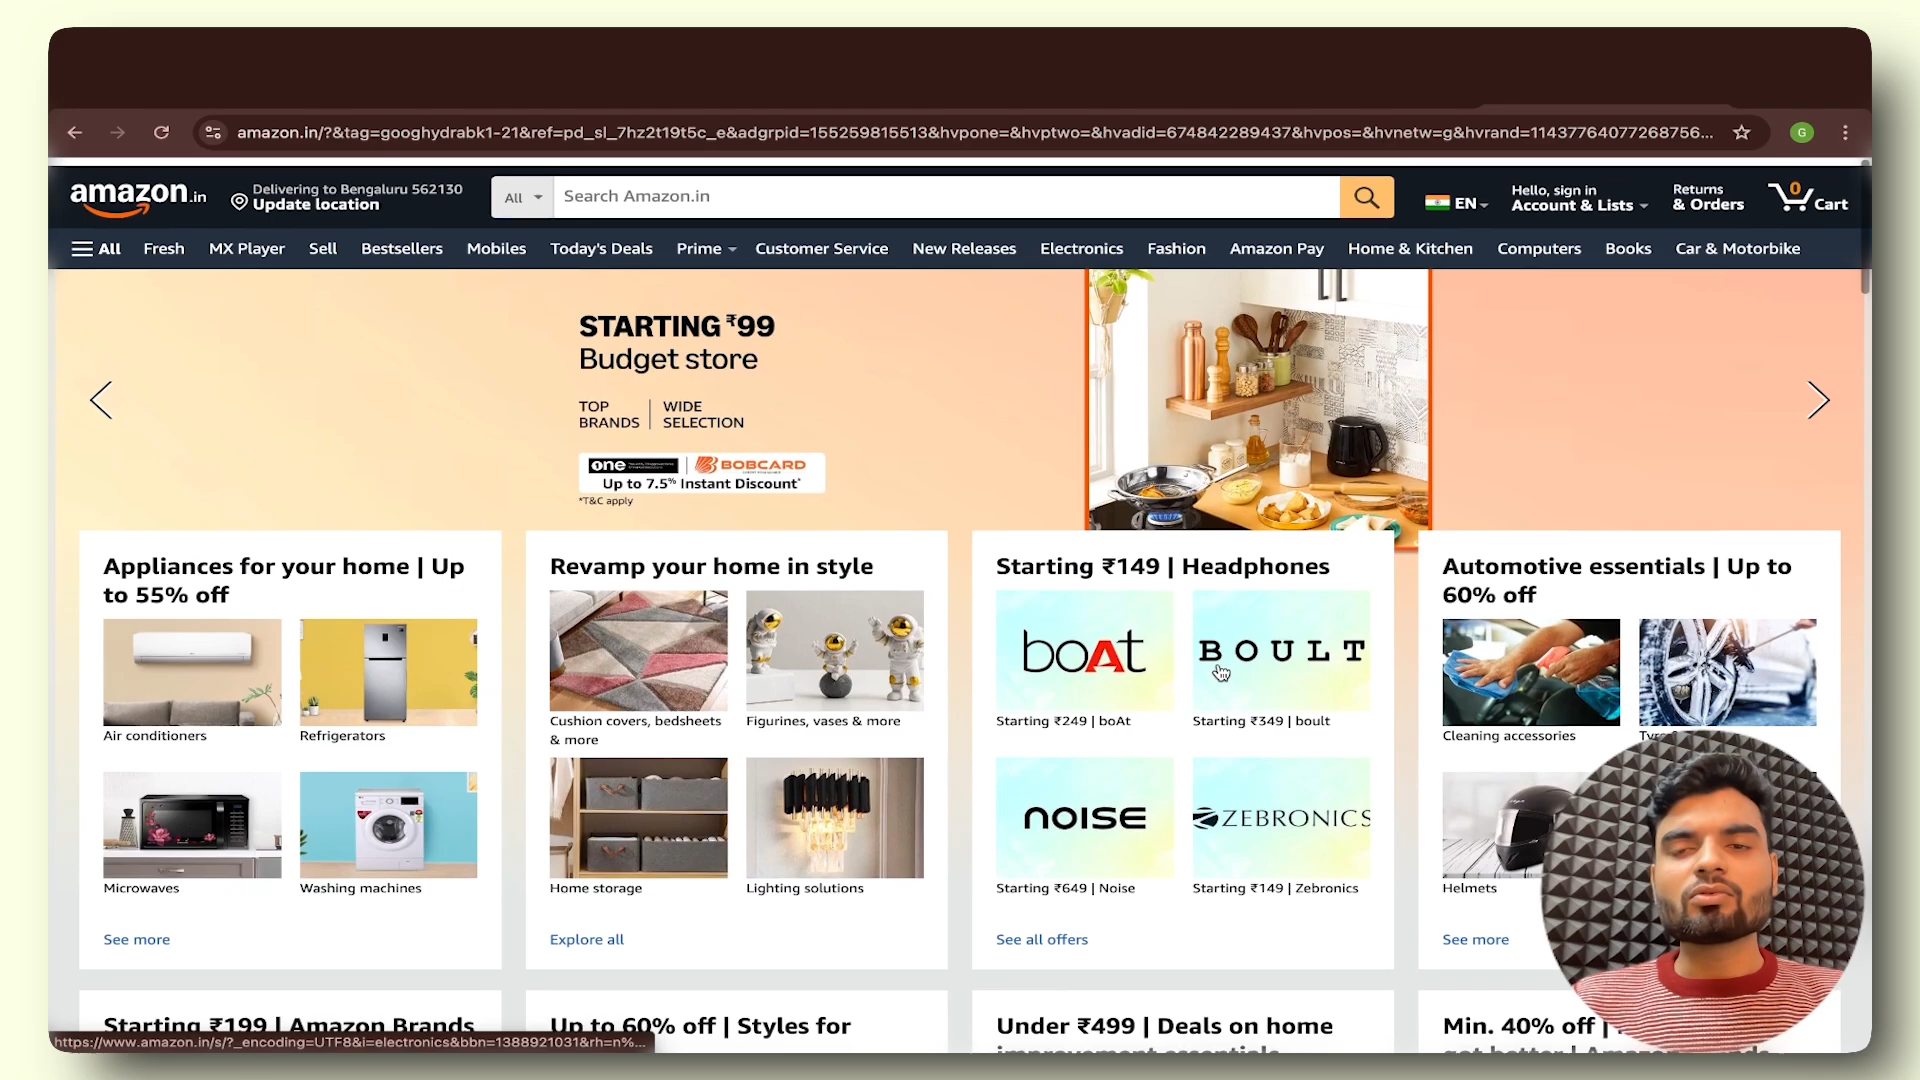 amazon.in/?&tag=googhydrabk1-21&ref=pd_sl_7hz2t19t5c_e&adgrpid=155259815513&hvpone=&hvptwo=&hvadid=674842289437&hvpos=&hvnetw=g&hvrand=11437764077268756...
G
amazon.in
Delivering to Bengaluru 562130
Update location
All
Search Amazon.in
EN
Hello, sign in
Account & Lists
Returns
& Orders
0
Cart
All
Fresh
MX Player
Sell
Bestsellers
Mobiles
Today's Deals
Prime
Customer Service
New Releases
Electronics
Fashion
Amazon Pay
Home & Kitchen
Computers
Books
Car & Motorbike
STARTING ₹99
Budget store
TOP
BRANDS
WIDE
SELECTION
one
BOBCARD
Up to 7.5% Instant Discount*
*T&C apply
Appliances for your home | Up
to 55% off
Air conditioners
Refrigerators
Microwaves
Washing machines
See more
Revamp your home in style
Cushion covers, bedsheets
& more
Figurines, vases & more
Home storage
Lighting solutions
Explore all
Starting ₹149 | Headphones
boAt
BOULT
Starting ₹249 | boAt
Starting ₹349 | boult
NOISE
ZEBRONICS
Starting ₹649 | Noise
Starting ₹149 | Zebronics
See all offers
Automotive essentials | Up to
60% off
Cleaning accessories
Helmets
See more
Starting ₹199 | Amazon Brands
Up to 60% off | Styles for
Under ₹499 | Deals on home
improvement essentials
Min. 40% off |
got better | Amazon
https://www.amazon.in/s/?_encoding=UTF8&i=electronics&bbn=1388921031&rh=n%...